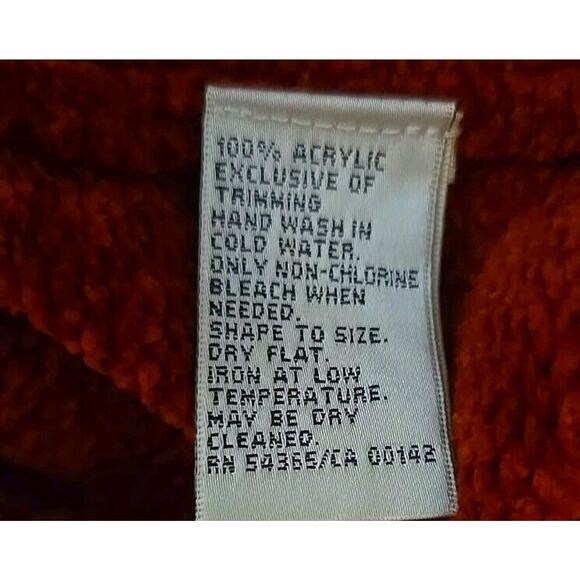 100% ACRYLIC
EXCLUSIVE OF
TRIMMING
HAND WASH IN
COLD WATER.
ONLY NON-CHLORINE
BLEACH WHEN
NEEDED.
SHAPE TO SIZE.
DRY FLAT.
IRON AT LOW
TEMPERATURE.
MAY BE DRY
CLEANED.
RN 54365/CA 00142